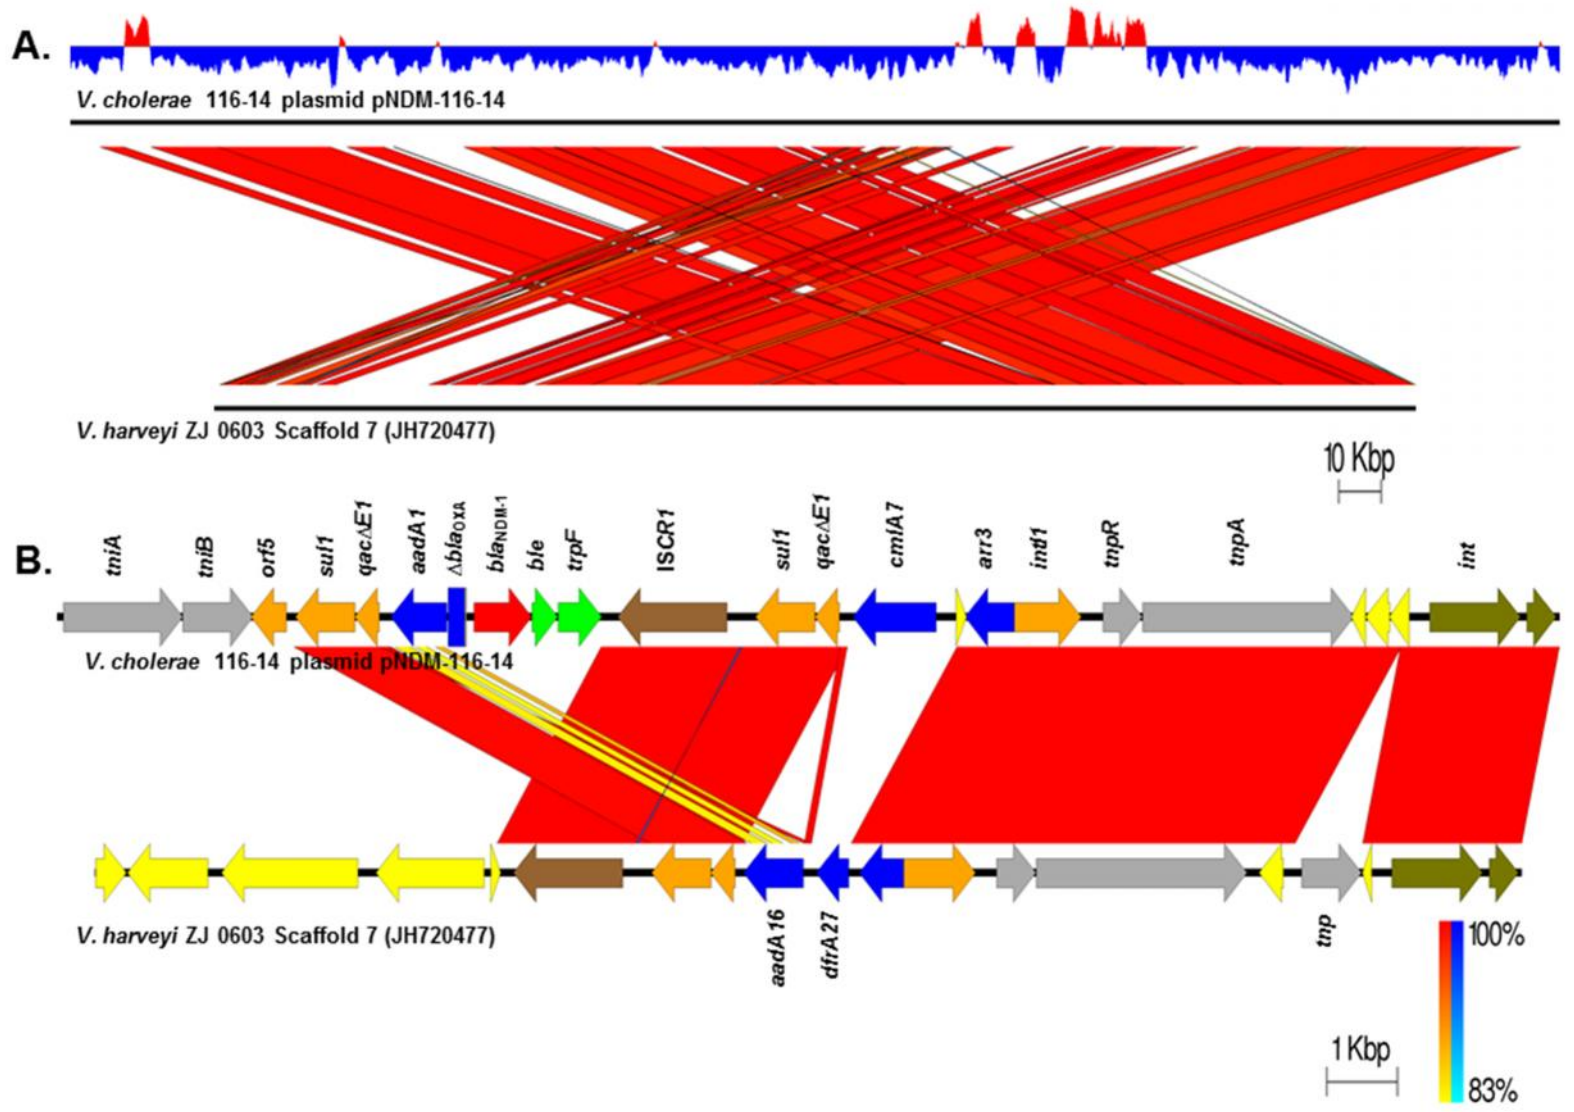 A.
V. cholerae 116-14 plasmid pNDM-116-14
V. harveyi ZJ 0603 Scaffold 7 (JH720477)
10 Kbp
B.
tniA tniB orf5 sul1 qacΔE1 aadA1 ΔblaOXA blaNDM-1 ble trpF ISCR1 sul1 qacΔE1 cmlA7 arr3 intI1 tnpR tnpA int
V. cholerae 116-14 plasmid pNDM-116-14
V. harveyi ZJ 0603 Scaffold 7 (JH720477)
aadA16 dfrA27 tnp
100%
1 Kbp
83%